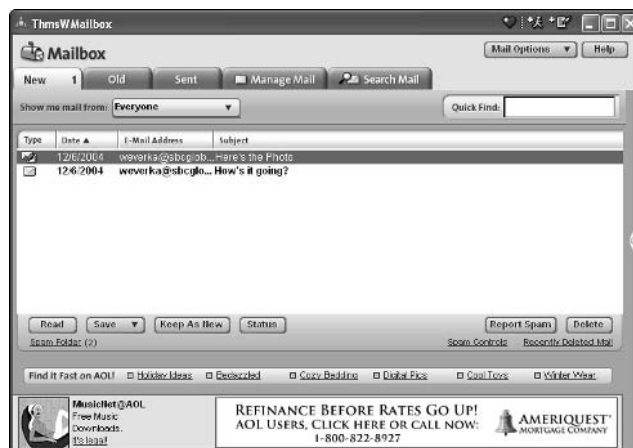 ThmsWMailbox
Mailbox
Mail Options Help
New 1 Old Sent Manage Mail Search Mail
Show me mail from: Everyone Quick Find:
Type Date E-Mail Address Subject
12/6/2004 weverka@sbcglob... Here's the Photo
12/6/2004 weverka@sbcglo... How's it going?
Read Save Keep As New Status Report Spam Delete
Spam Folder (2) Spam Controls Recently Deleted Mail
Find it Fast on AOL! Holiday Ideas Bedazzled Cozy Bedding Digital Pics Cool Toys Winter Wear
MusicNet@AOL
Free Music
Downloads.
It's legal!
REFINANCE BEFORE RATES GO UP!
AOL USERS, CLICK HERE OR CALL NOW:
1-800-822-8927
AMERIQUEST
MORTGAGE COMPANY